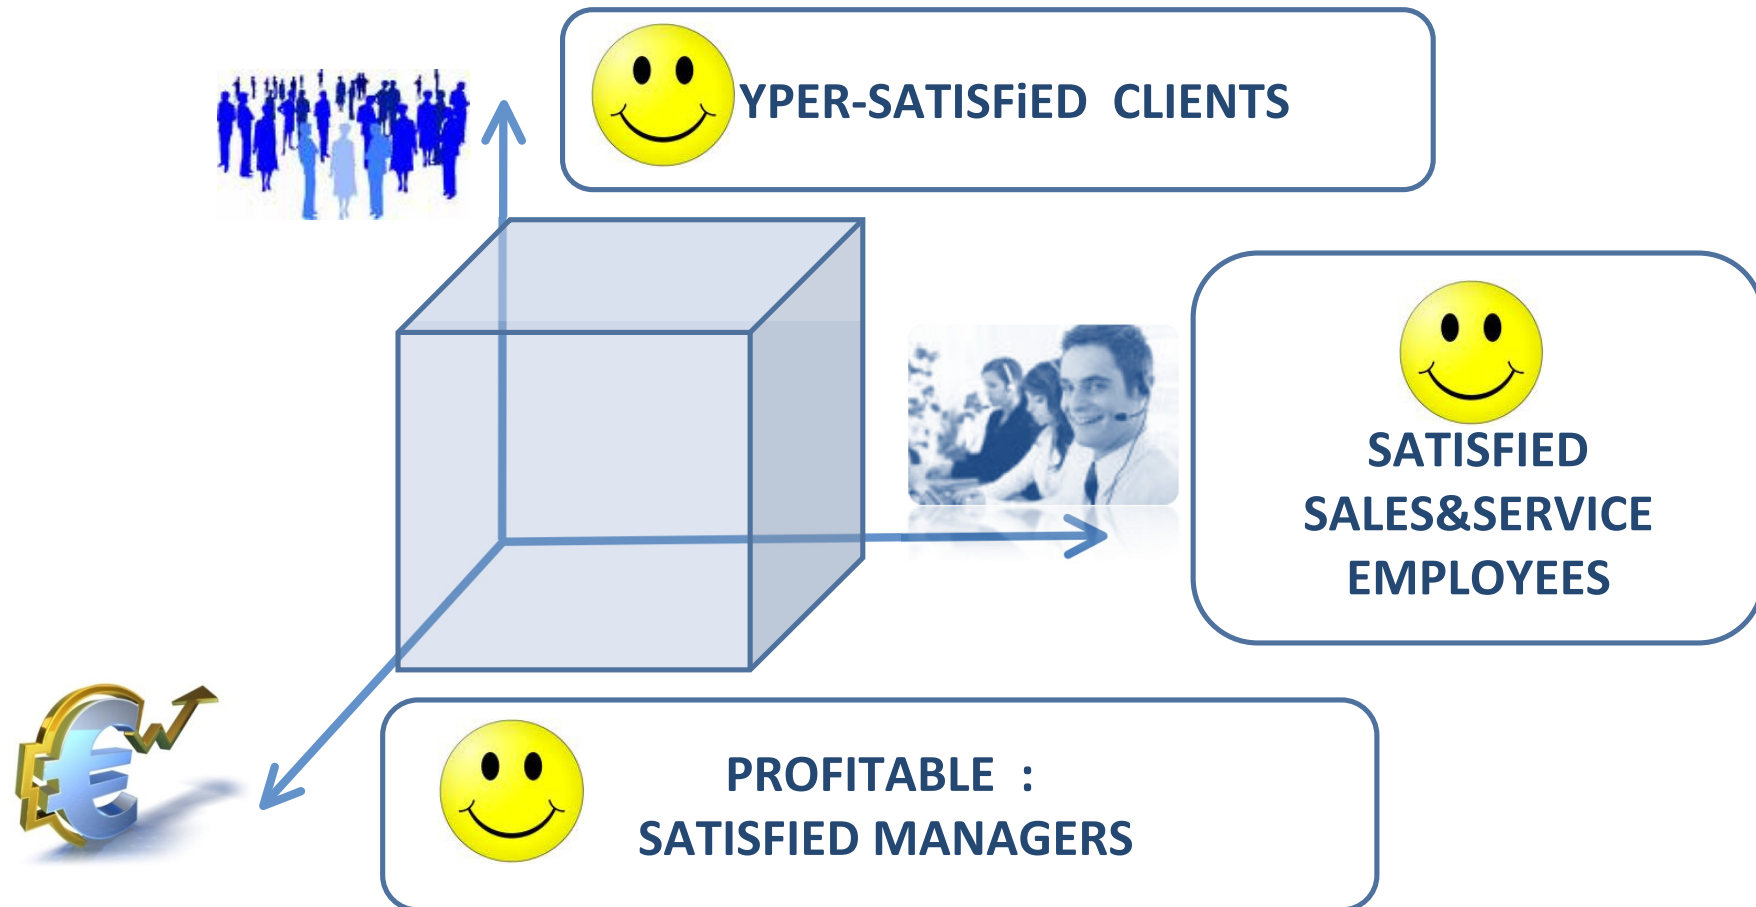 YPER-SATISFiED CLIENTS
SATISFIED
SALES&SERVICE
EMPLOYEES
PROFITABLE :
SATISFIED MANAGERS